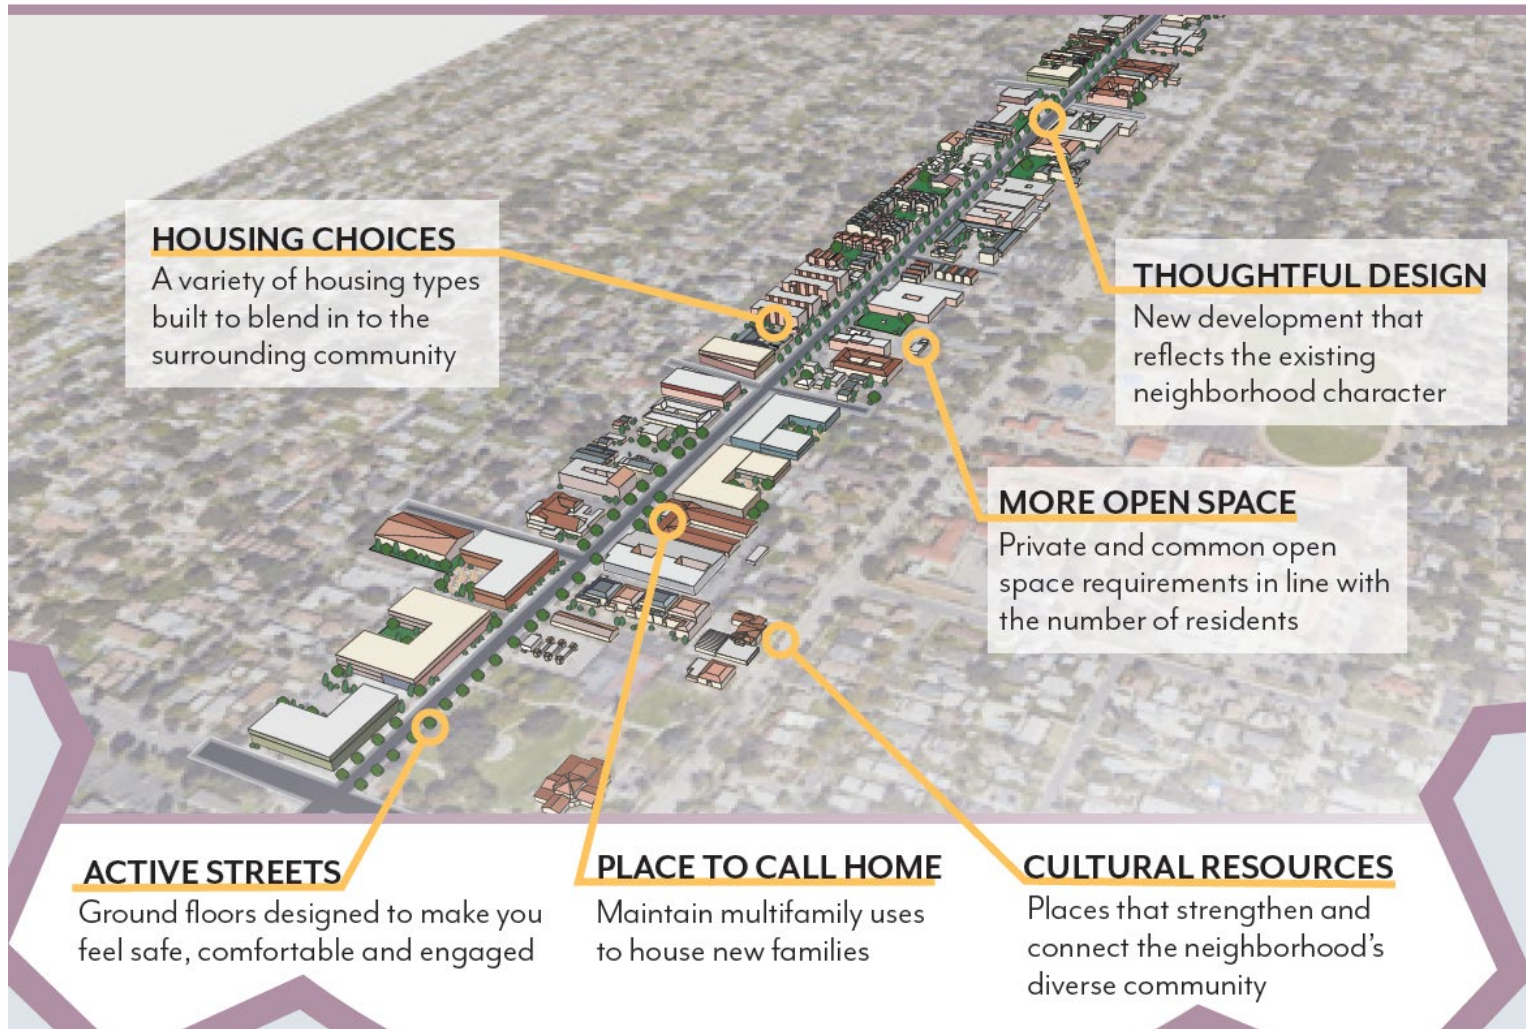 HOUSING CHOICES
A variety of housing types
built to blend in to the
surrounding community
THOUGHTFUL DESIGN
New development that
reflects the existing
neighborhood character
MORE OPEN SPACE
Private and common open
space requirements in line with
the number of residents
ACTIVE STREETS
Ground floors designed to make you
feel safe, comfortable and engaged
PLACE TO CALL HOME
Maintain multifamily uses
to house new families
CULTURAL RESOURCES
Places that strengthen and
connect the neighborhood's
diverse community